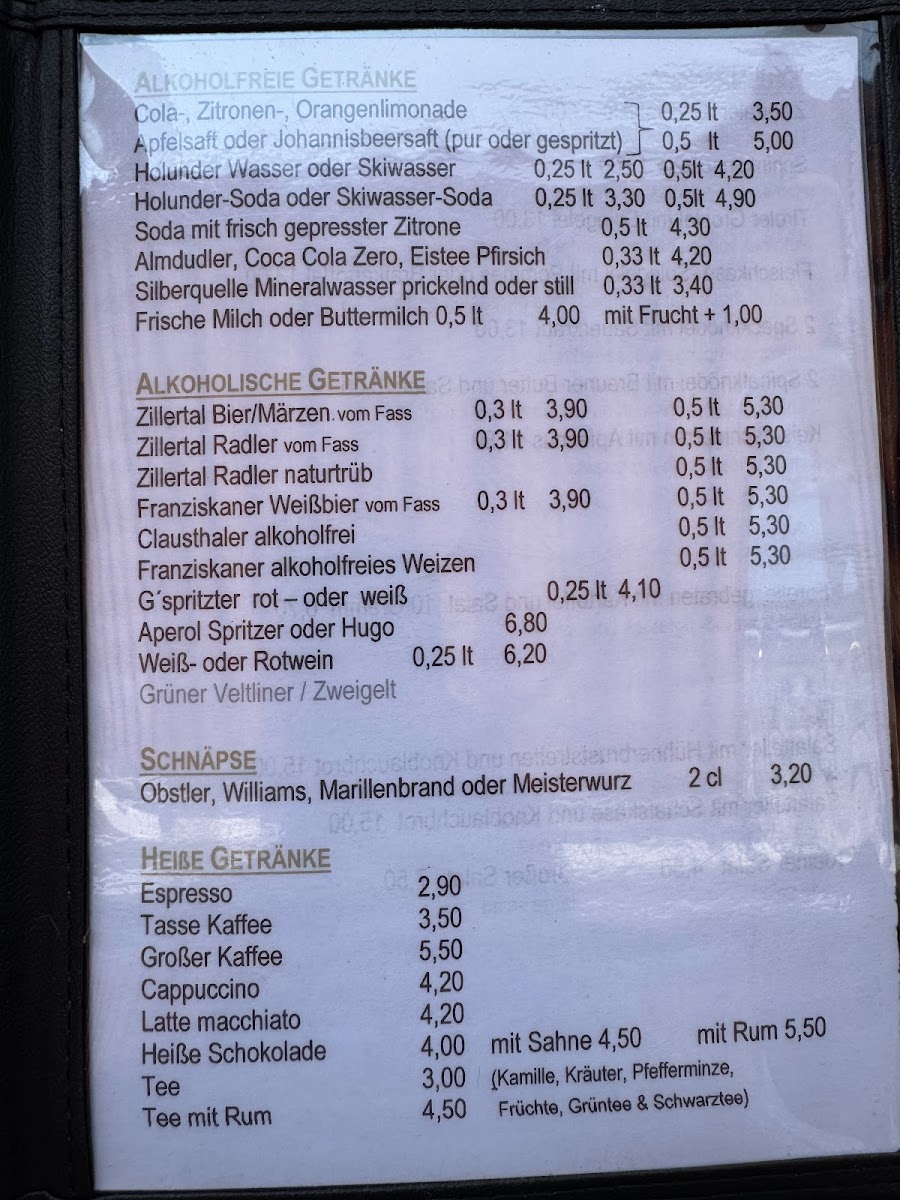 ALKOHOLFREIE GETRÄNKE
Cola-, Zitronen-, Orangenlimonade 0,25 lt 3,50
Apfelsaft oder Johannisbeersaft (pur oder gespritzt) 0,5 lt 5,00
Holunder Wasser oder Skiwasser 0,25 lt 2,50 0,5lt 4,20
Holunder-Soda oder Skiwasser-Soda 0,25 lt 3,30 0,5lt 4,90
Soda mit frisch gepresster Zitrone 0,5 lt 4,30
Almdudler, Coca Cola Zero, Eistee Pfirsich 0,33 lt 4,20
Silberquelle Mineralwasser prickelnd oder still 0,33 lt 3,40
Frische Milch oder Buttermilch 0,5 lt 4,00 mit Frucht + 1,00
ALKOHOLISCHE GETRÄNKE
Zillertal Bier/Märzen vom Fass 0,3 lt 3,90 0,5 lt 5,30
Zillertal Radler vom Fass 0,3 lt 3,90 0,5 lt 5,30
Zillertal Radler naturtrüb 0,5 lt 5,30
Franziskaner Weißbier vom Fass 0,3 lt 3,90 0,5 lt 5,30
Clausthaler alkoholfrei 0,5 lt 5,30
Franziskaner alkoholfreies Weizen 0,5 lt 5,30
G´spritzter rot – oder weiß 0,25 lt 4,10
Aperol Spritzer oder Hugo 6,80
Weiß- oder Rotwein 0,25 lt 6,20
Grüner Veltliner / Zweigelt
SCHNÄPSE
Obstler, Williams, Marillenbrand oder Meisterwurz 2 cl 3,20
HEIßE GETRÄNKE
Espresso 2,90
Tasse Kaffee 3,50
Großer Kaffee 5,50
Cappuccino 4,20
Latte macchiato 4,20
Heiße Schokolade 4,00 mit Sahne 4,50 mit Rum 5,50
Tee 3,00 (Kamille, Kräuter, Pfefferminze,
Tee mit Rum 4,50 Früchte, Grüntee & Schwarztee)